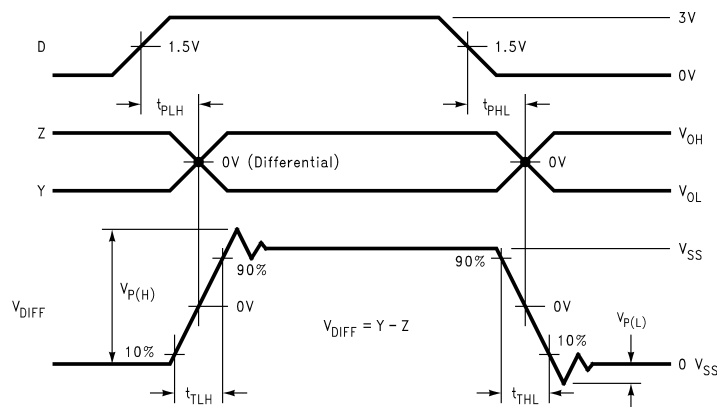 3V
D
1.5V
1.5V
0V
tPLH
tPHL
Z
VOH
0V (Differential)
0V
Y
VOL
VSS
90%
90%
VP(H)
VDIFF
0V
0V
VP(L)
VDIFF = Y – Z
10%
10%
0 VSS
tTLH
tTHL